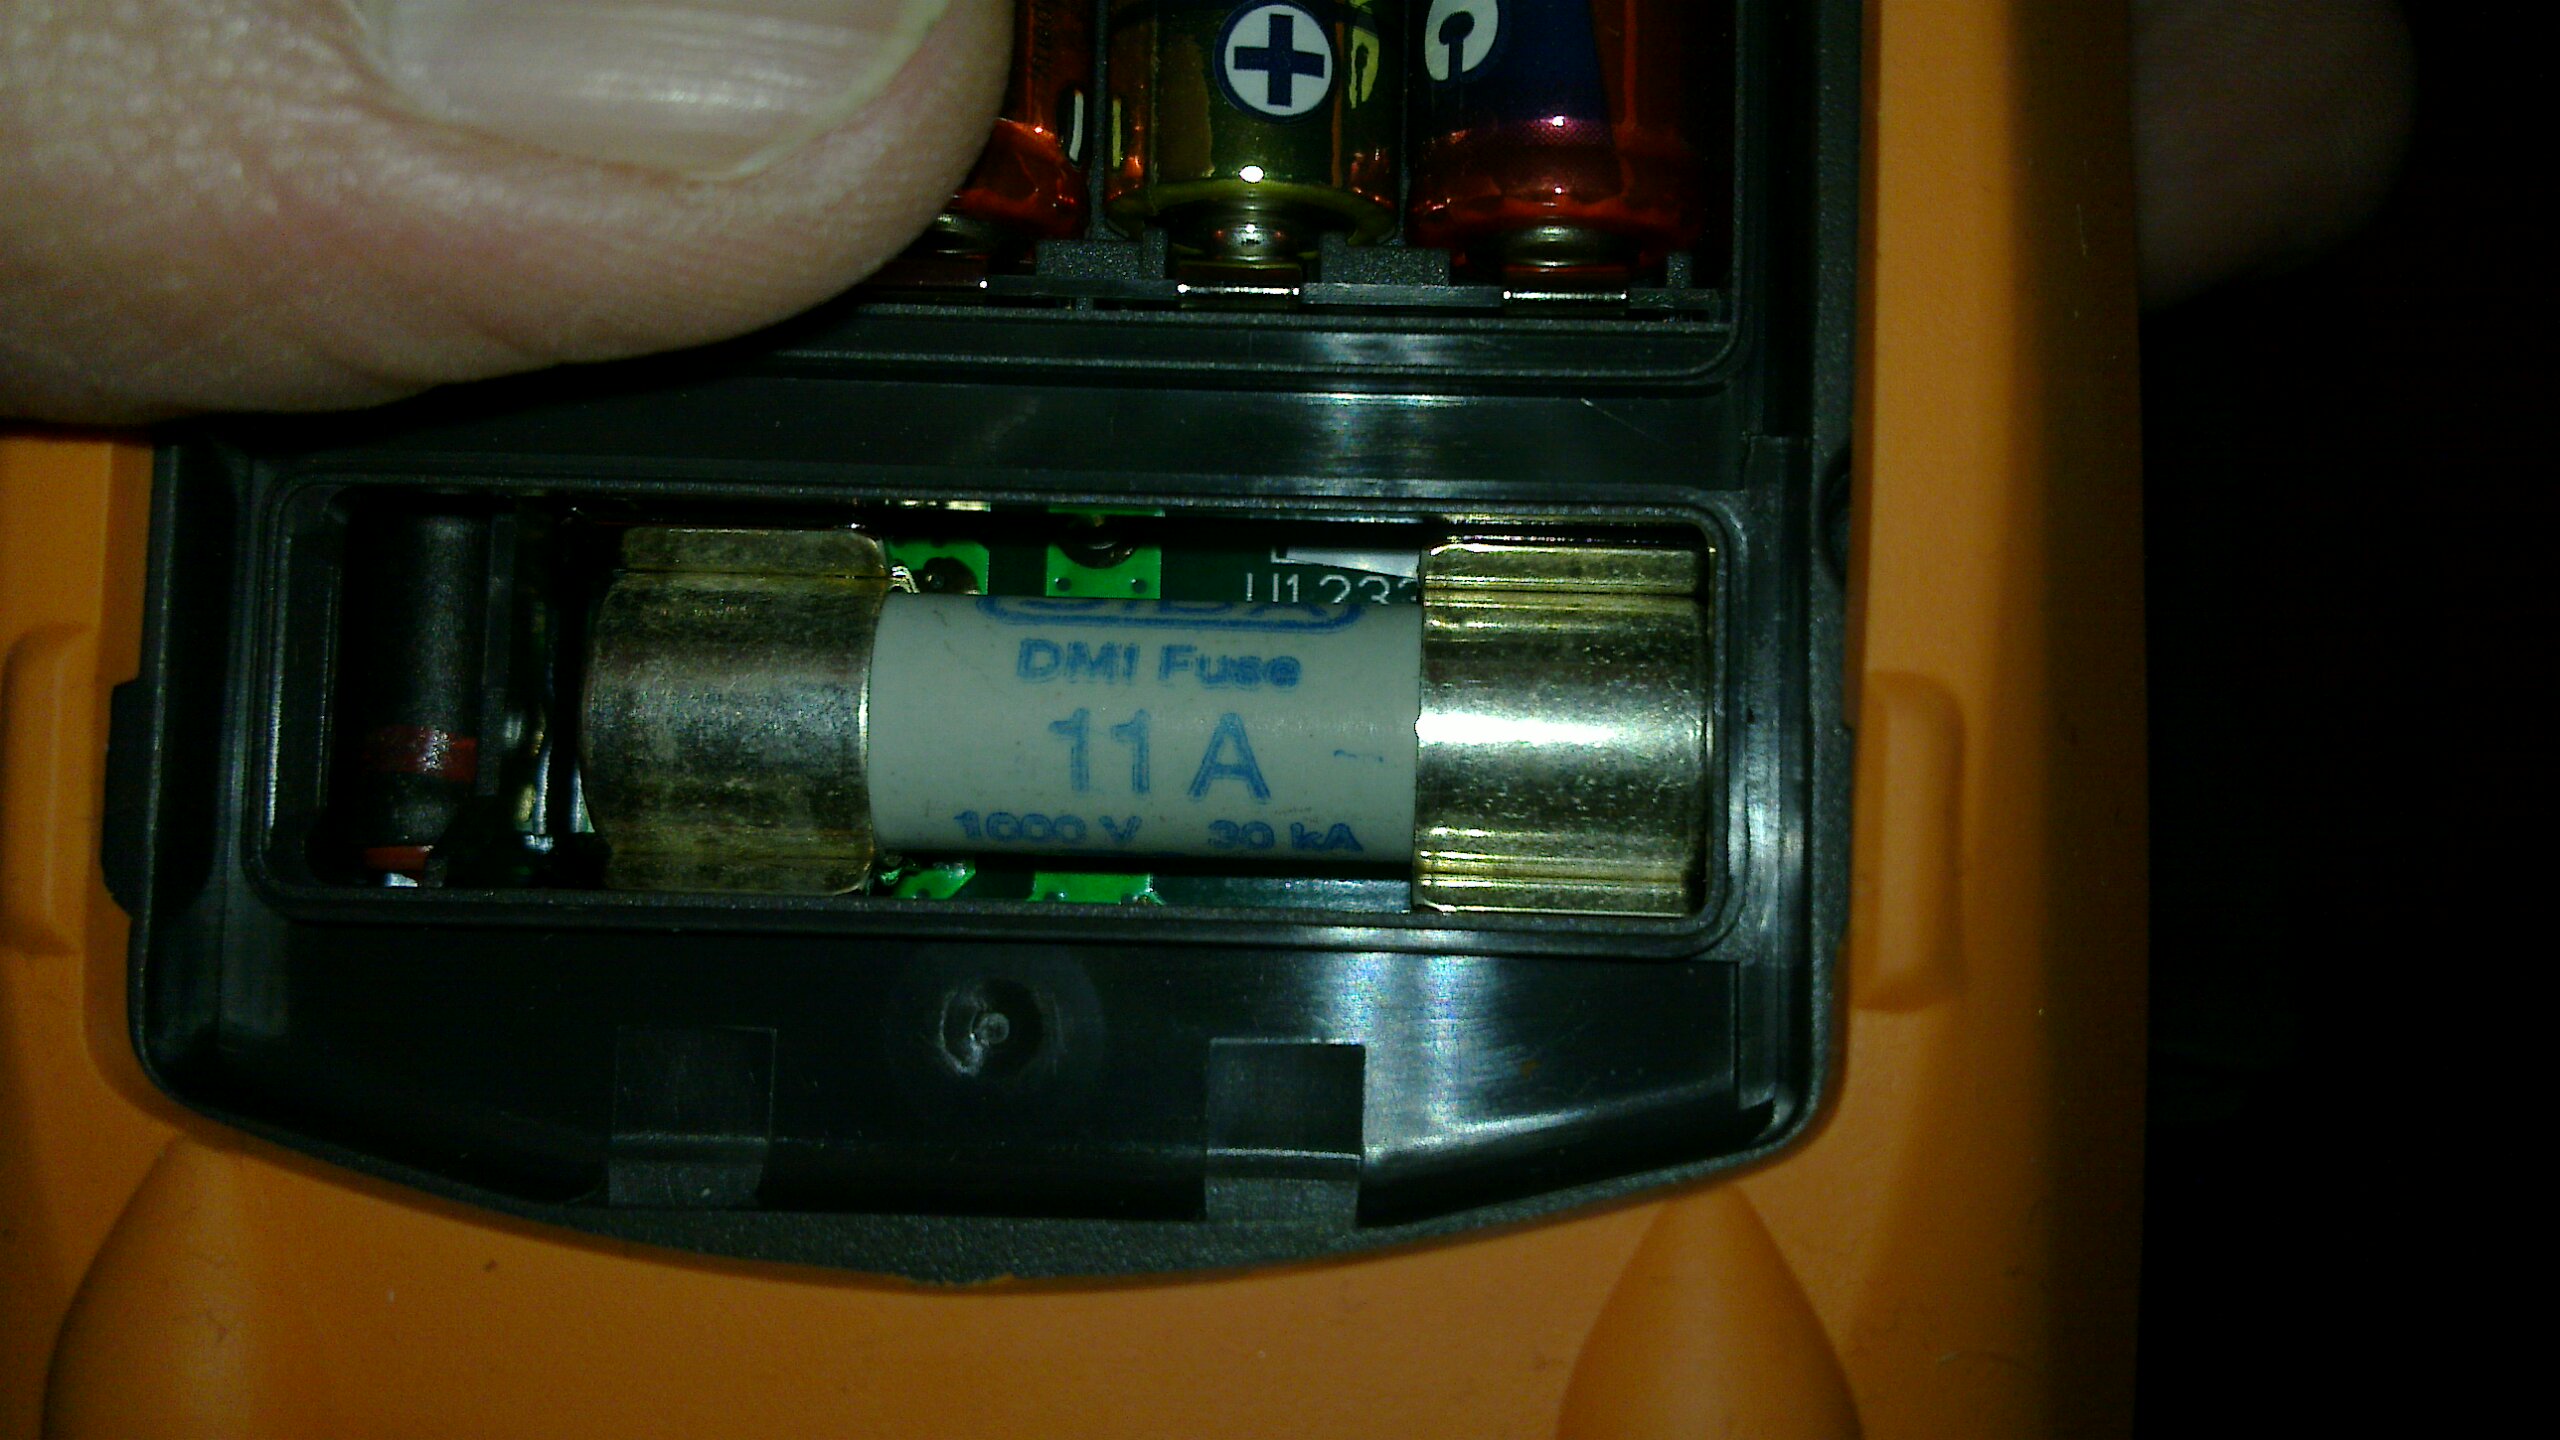 DMI Fuse
11 A ~
1000 V 30 kA